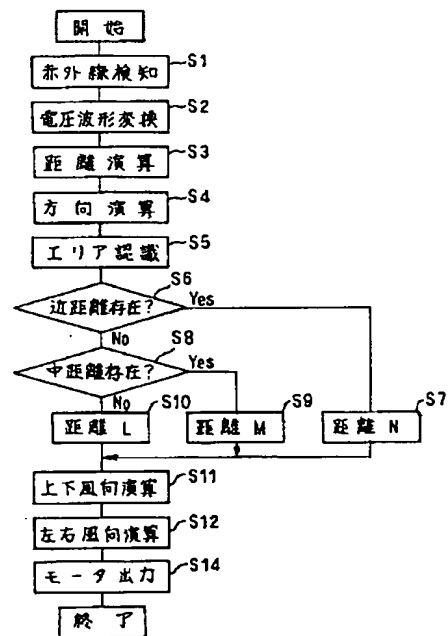 開始
赤外線検知 S1
電圧波形変換 S2
距離演算 S3
方向演算 S4
エリア認識 S5
近距離存在? S6
Yes
No
中距離存在? S8
Yes
No
距離 L S10
距離 M S9
距離 N S7
上下風向演算 S11
左右風向演算 S12
モータ出力 S14
終了